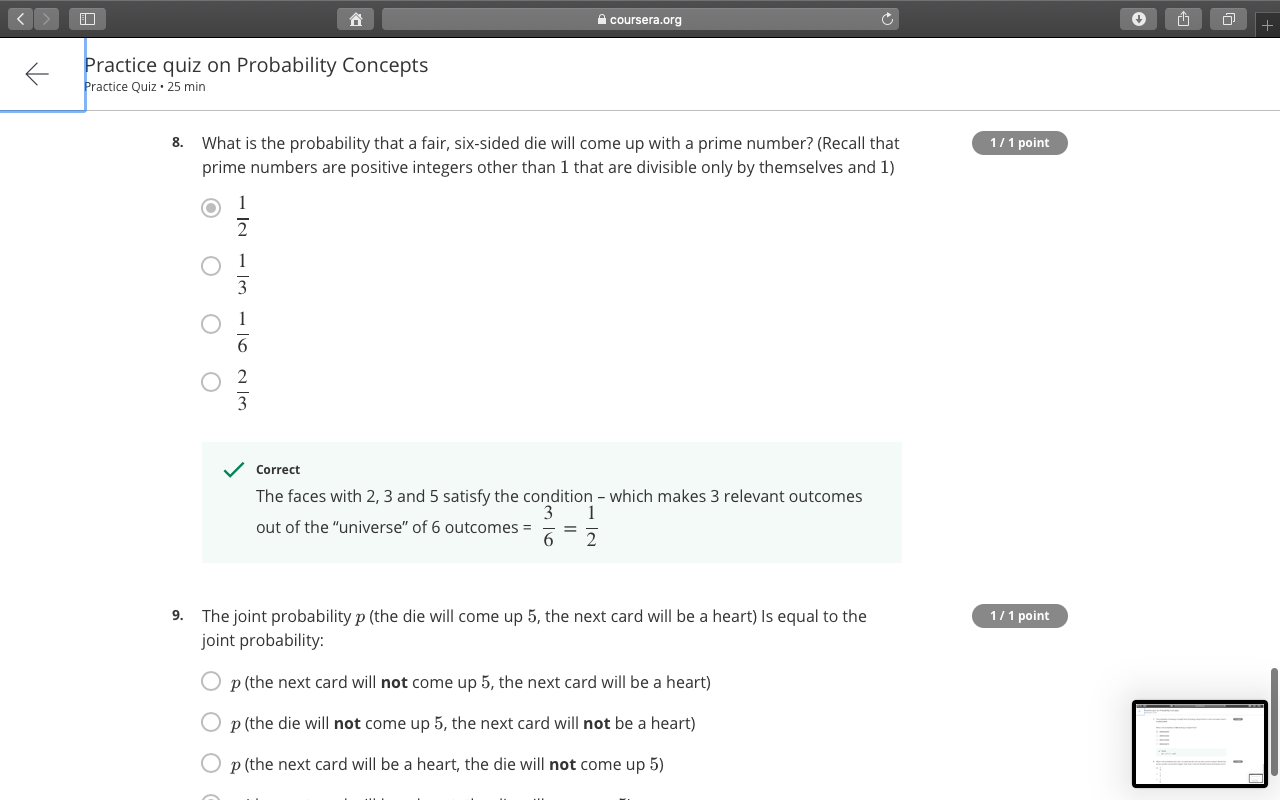 coursera.org
Practice quiz on Probability Concepts
Practice Quiz • 25 min
8. What is the probability that a fair, six-sided die will come up with a prime number? (Recall that
prime numbers are positive integers other than 1 that are divisible only by themselves and 1)
1 / 1 point
1/2
1/3
1/6
2/3
Correct
The faces with 2, 3 and 5 satisfy the condition – which makes 3 relevant outcomes
out of the “universe” of 6 outcomes = 3/6 = 1/2
9. The joint probability p (the die will come up 5, the next card will be a heart) Is equal to the
joint probability:
1 / 1 point
p (the next card will not come up 5, the next card will be a heart)
p (the die will not come up 5, the next card will not be a heart)
p (the next card will be a heart, the die will not come up 5)